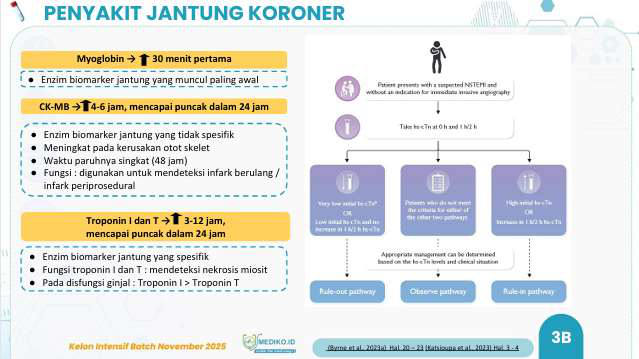 PENYAKIT JANTUNG KORONER
Myoglobin → 30 menit pertama
● Enzim biomarker jantung yang muncul paling awal
CK-MB → 4-6 jam, mencapai puncak dalam 24 jam
● Enzim biomarker jantung yang tidak spesifik
● Meningkat pada kerusakan otot skelet
● Waktu paruhnya singkat (48 jam)
● Fungsi : digunakan untuk mendeteksi infark berulang /
infark periprosedural
Troponin I dan T → 3-12 jam,
mencapai puncak dalam 24 jam
● Enzim biomarker jantung yang spesifik
● Fungsi troponin I dan T : mendeteksi nekrosis miosit
● Pada disfungsi ginjal : Troponin I > Troponin T
Patient presents with a suspected NSTEMI and
without an indication for immediate invasive angiography
Take hs-cTn at 0 h and 1 h/2 h
Very low initial hs-cTn*
OR
Low initial hs-cTn and no
increase in 1 h/2 h hs-cTn
Patients who do not meet
the criteria for either of
the other two pathways
High initial hs-cTn
OR
Increase in 1 h/2 h hs-cTn
Appropriate management can be determined
based on the hs-cTn levels and clinical situation
Rule-out pathway
Observe pathway
Rule-in pathway
Kelon Intensif Batch November 2025
MEDIKO.ID
(Byrne et al., 2023a) Hal. 20 – 23 (Katsioupa et al., 2023) Hal. 3 - 4
3B